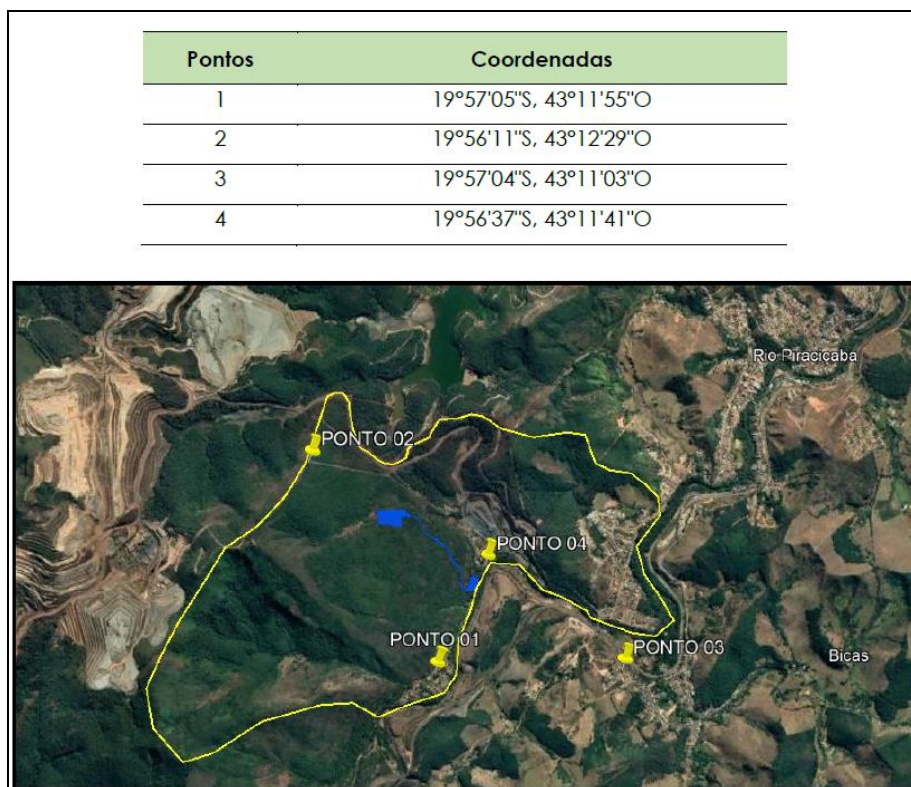 Pontos Coordenadas
1 19°57'05"S, 43°11'55"O
2 19°56'11"S, 43°12'29"O
3 19°57'04"S, 43°11'03"O
4 19°56'37"S, 43°11'41"O
Rio Piracicaba
PONTO 02
PONTO 04
PONTO 01
PONTO 03
Bicas